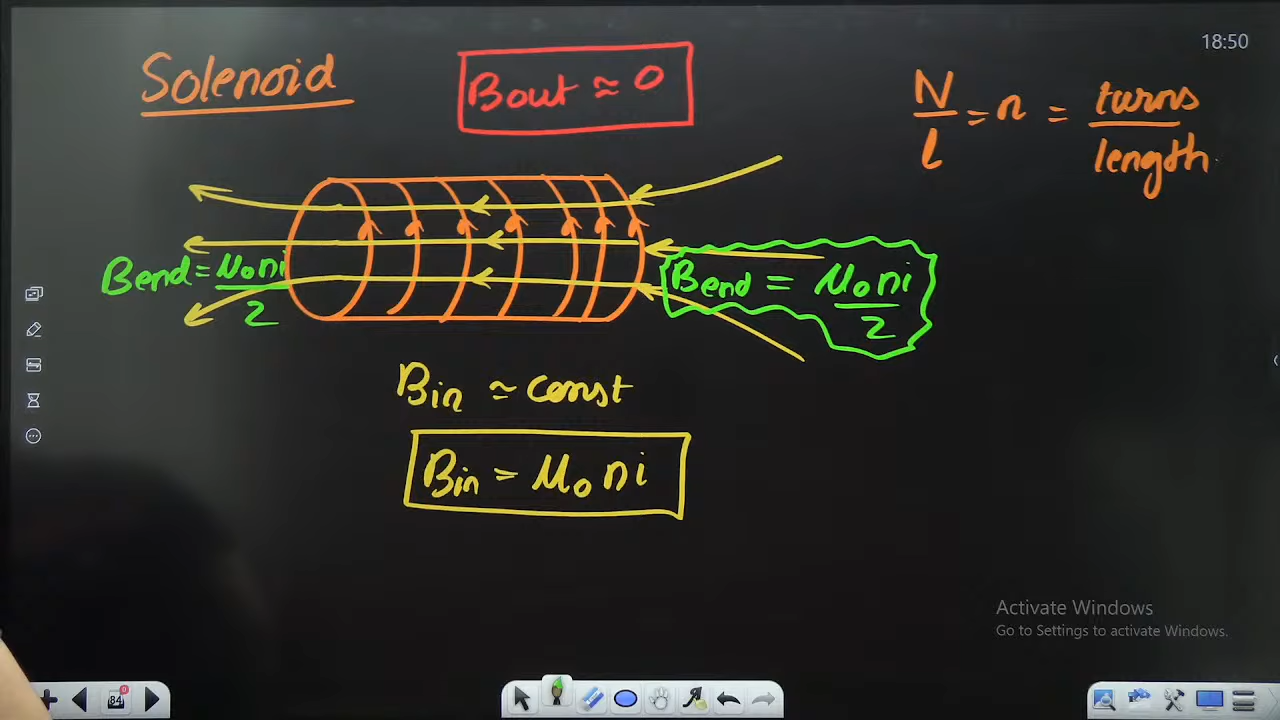 18:50
Solenoid
Bout ≃ 0
N/l = n = turns/length
Bend = μ₀ni/2
Bend = μ₀ni/2
Bin ≃ const
Bin = μ₀ni
84
Activate Windows
Go to Settings to activate Windows.